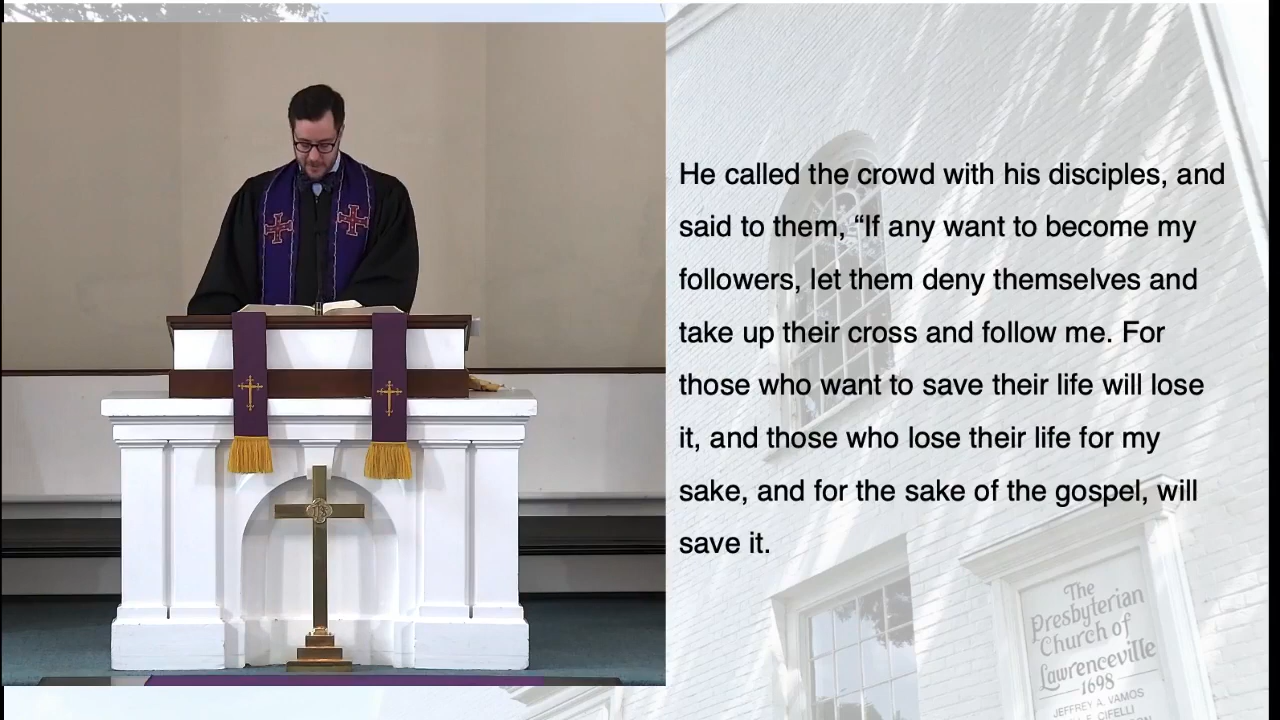 He called the crowd with his disciples, and
said to them, “If any want to become my
followers, let them deny themselves and
take up their cross and follow me. For
those who want to save their life will lose
it, and those who lose their life for my
sake, and for the sake of the gospel, will
save it.
The
Presbyterian
Church of
Lawrenceville
1698
JEFFREY A. VAMOS
CIFELLI